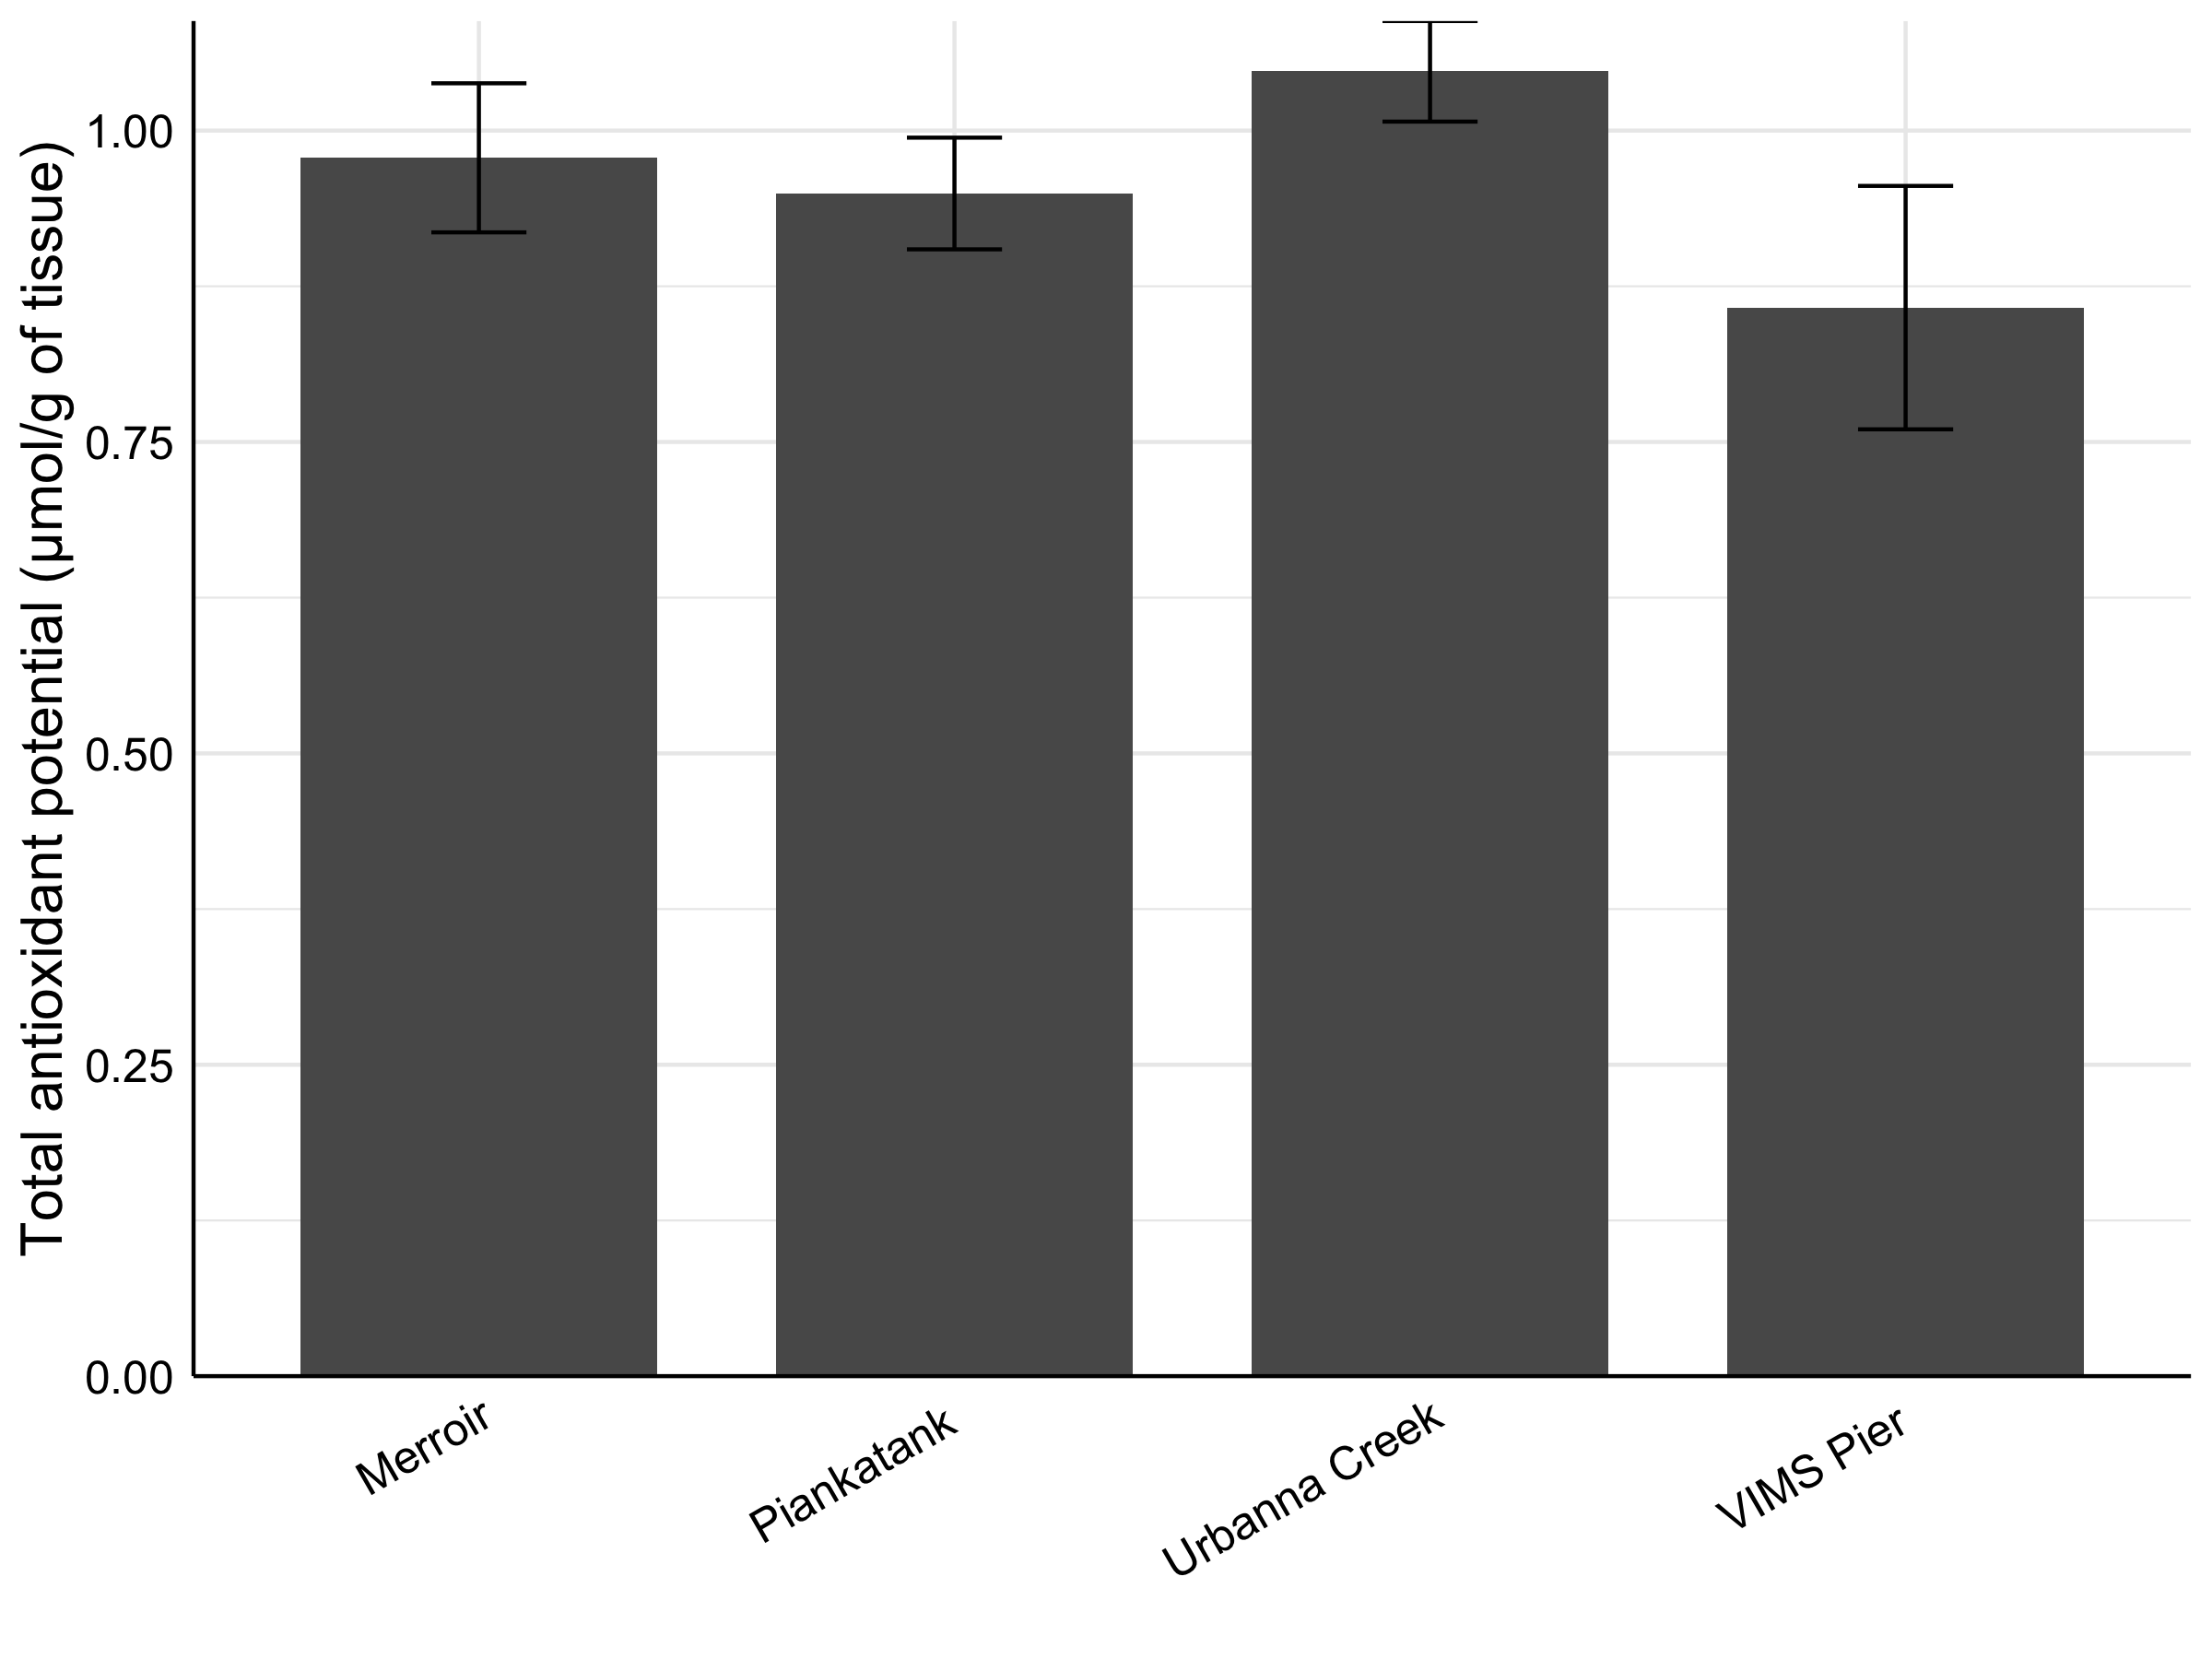 Total antioxidant potential (µmol/g of tissue)
1.00
0.75
0.50
0.25
0.00
Merroir
Piankatank
Urbanna Creek
VIMS Pier